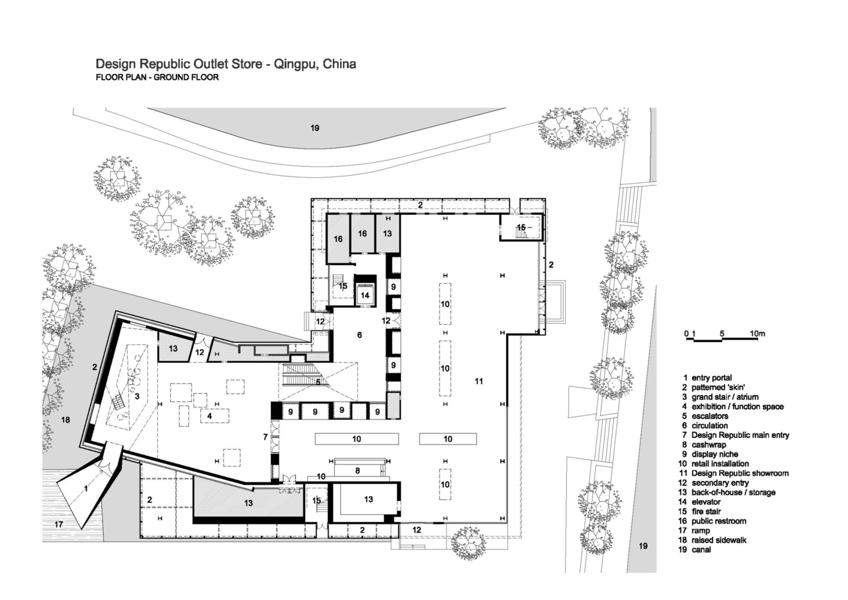 Design Republic Outlet Store - Qingpu, China
FLOOR PLAN - GROUND FLOOR
19
2
16 16 13 15
2
15 14 9
10
12 12
6
13 12
9
10
2
3
5
11
4
9 9 9 9
18
7
10 10
8
10
10
1
2
13 15 13
17
2 12
19
0 1 5 10m
1 entry portal
2 patterned 'skin'
3 grand stair / atrium
4 exhibition / function space
5 escalators
6 circulation
7 Design Republic main entry
8 cashwrap
9 display niche
10 retail installation
11 Design Republic showroom
12 secondary entry
13 back-of-house / storage
14 elevator
15 fire stair
16 public restroom
17 ramp
18 raised sidewalk
19 canal